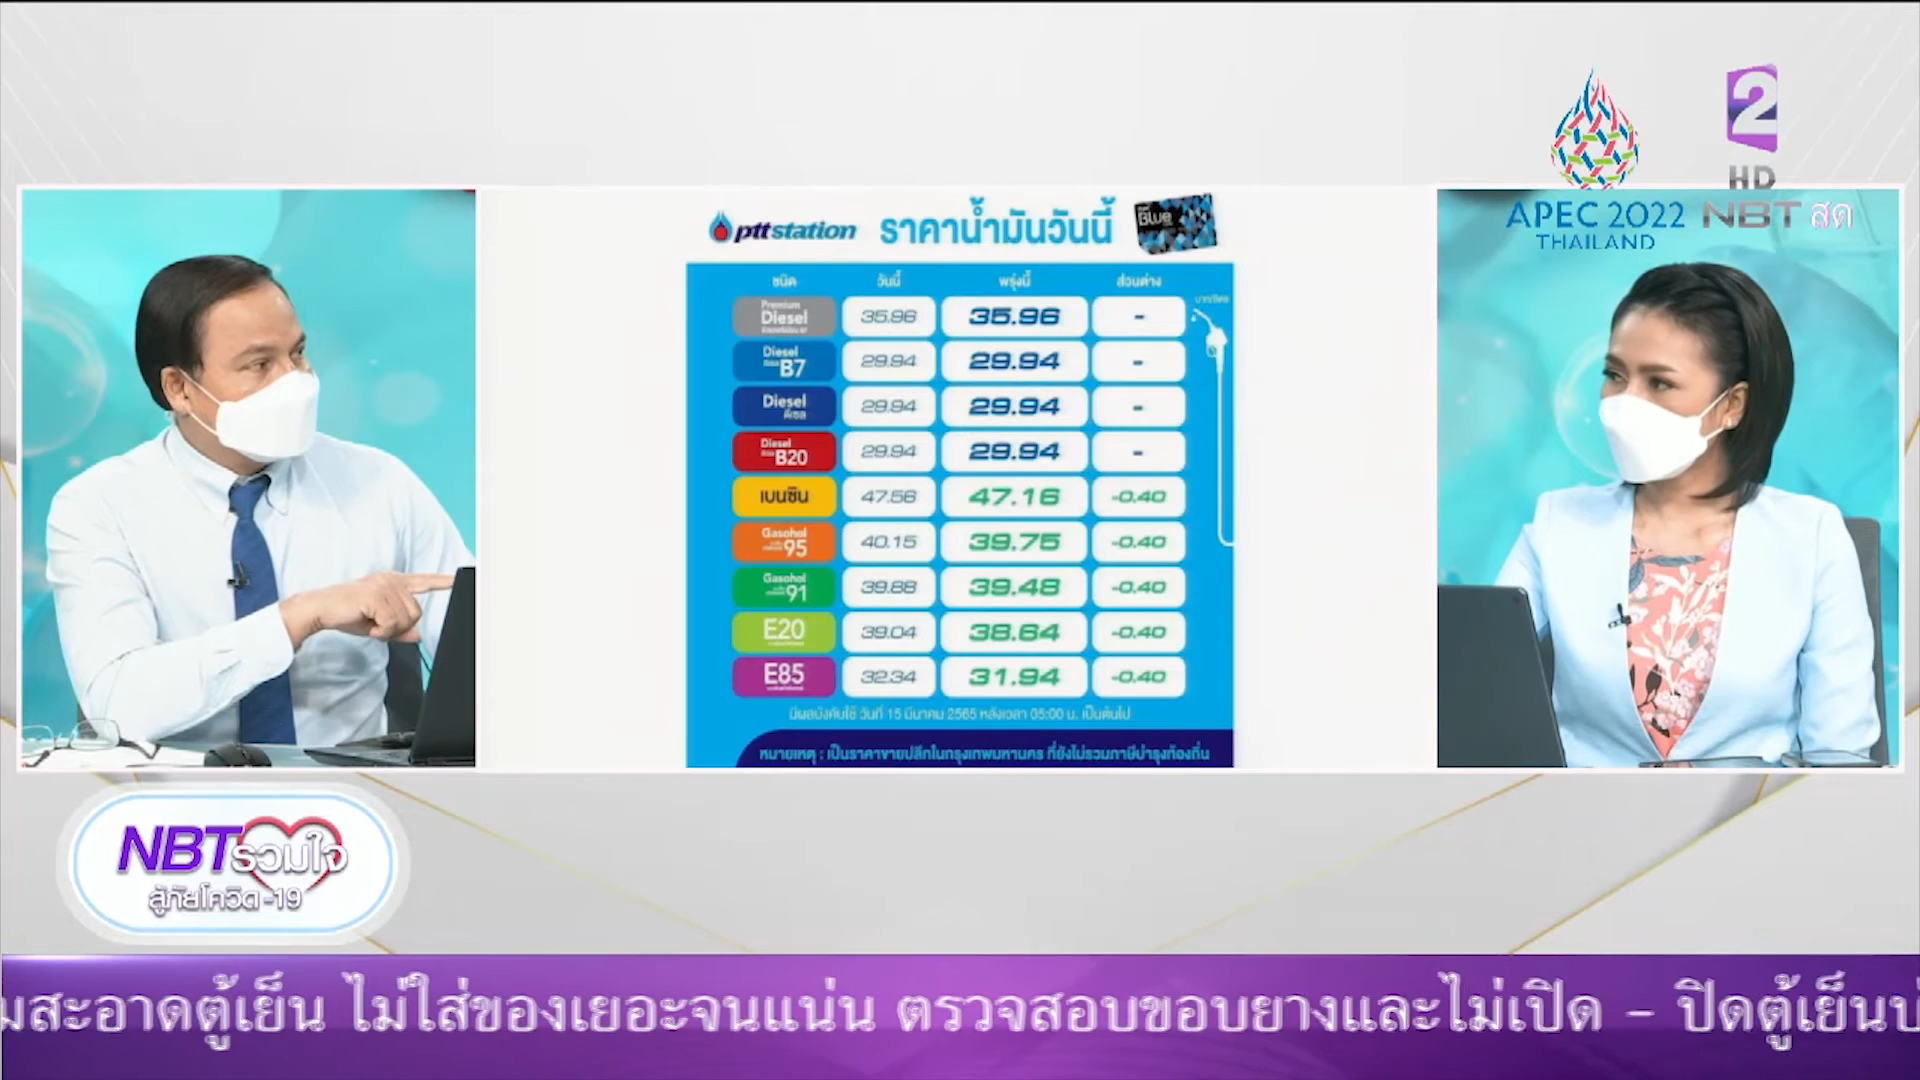 2
HD
APEC 2022
THAILAND
NBT สด
pttstation
ราคาน้ำมันวันนี้
Blue
ชนิด วันนี้ พรุ่งนี้ ส่วนต่าง
บาท/ลิตร
Premium
Diesel 35.96 35.96 -
Diesel
B7 29.94 29.94 -
Diesel
ดีเซล 29.94 29.94 -
Diesel
B20 29.94 29.94 -
เบนซิน 47.56 47.16 -0.40
Gasohol
95 40.15 39.75 -0.40
Gasohol
91 39.88 39.48 -0.40
E20 39.04 38.64 -0.40
E85 32.34 31.94 -0.40
มีผลบังคับใช้ วันที่ 15 มีนาคม 2565 หลังเวลา 05:00 น. เป็นต้นไป
หมายเหตุ : เป็นราคาขายปลีกในกรุงเทพมหานคร ที่ยังไม่รวมภาษีบำรุงท้องถิ่น
NBTรวมใจ
สู้ภัยโควิด-19
มสะอาดตู้เย็น ไม่ใส่ของเยอะจนแน่น ตรวจสอบขอบยางและไม่เปิด – ปิดตู้เย็นบ